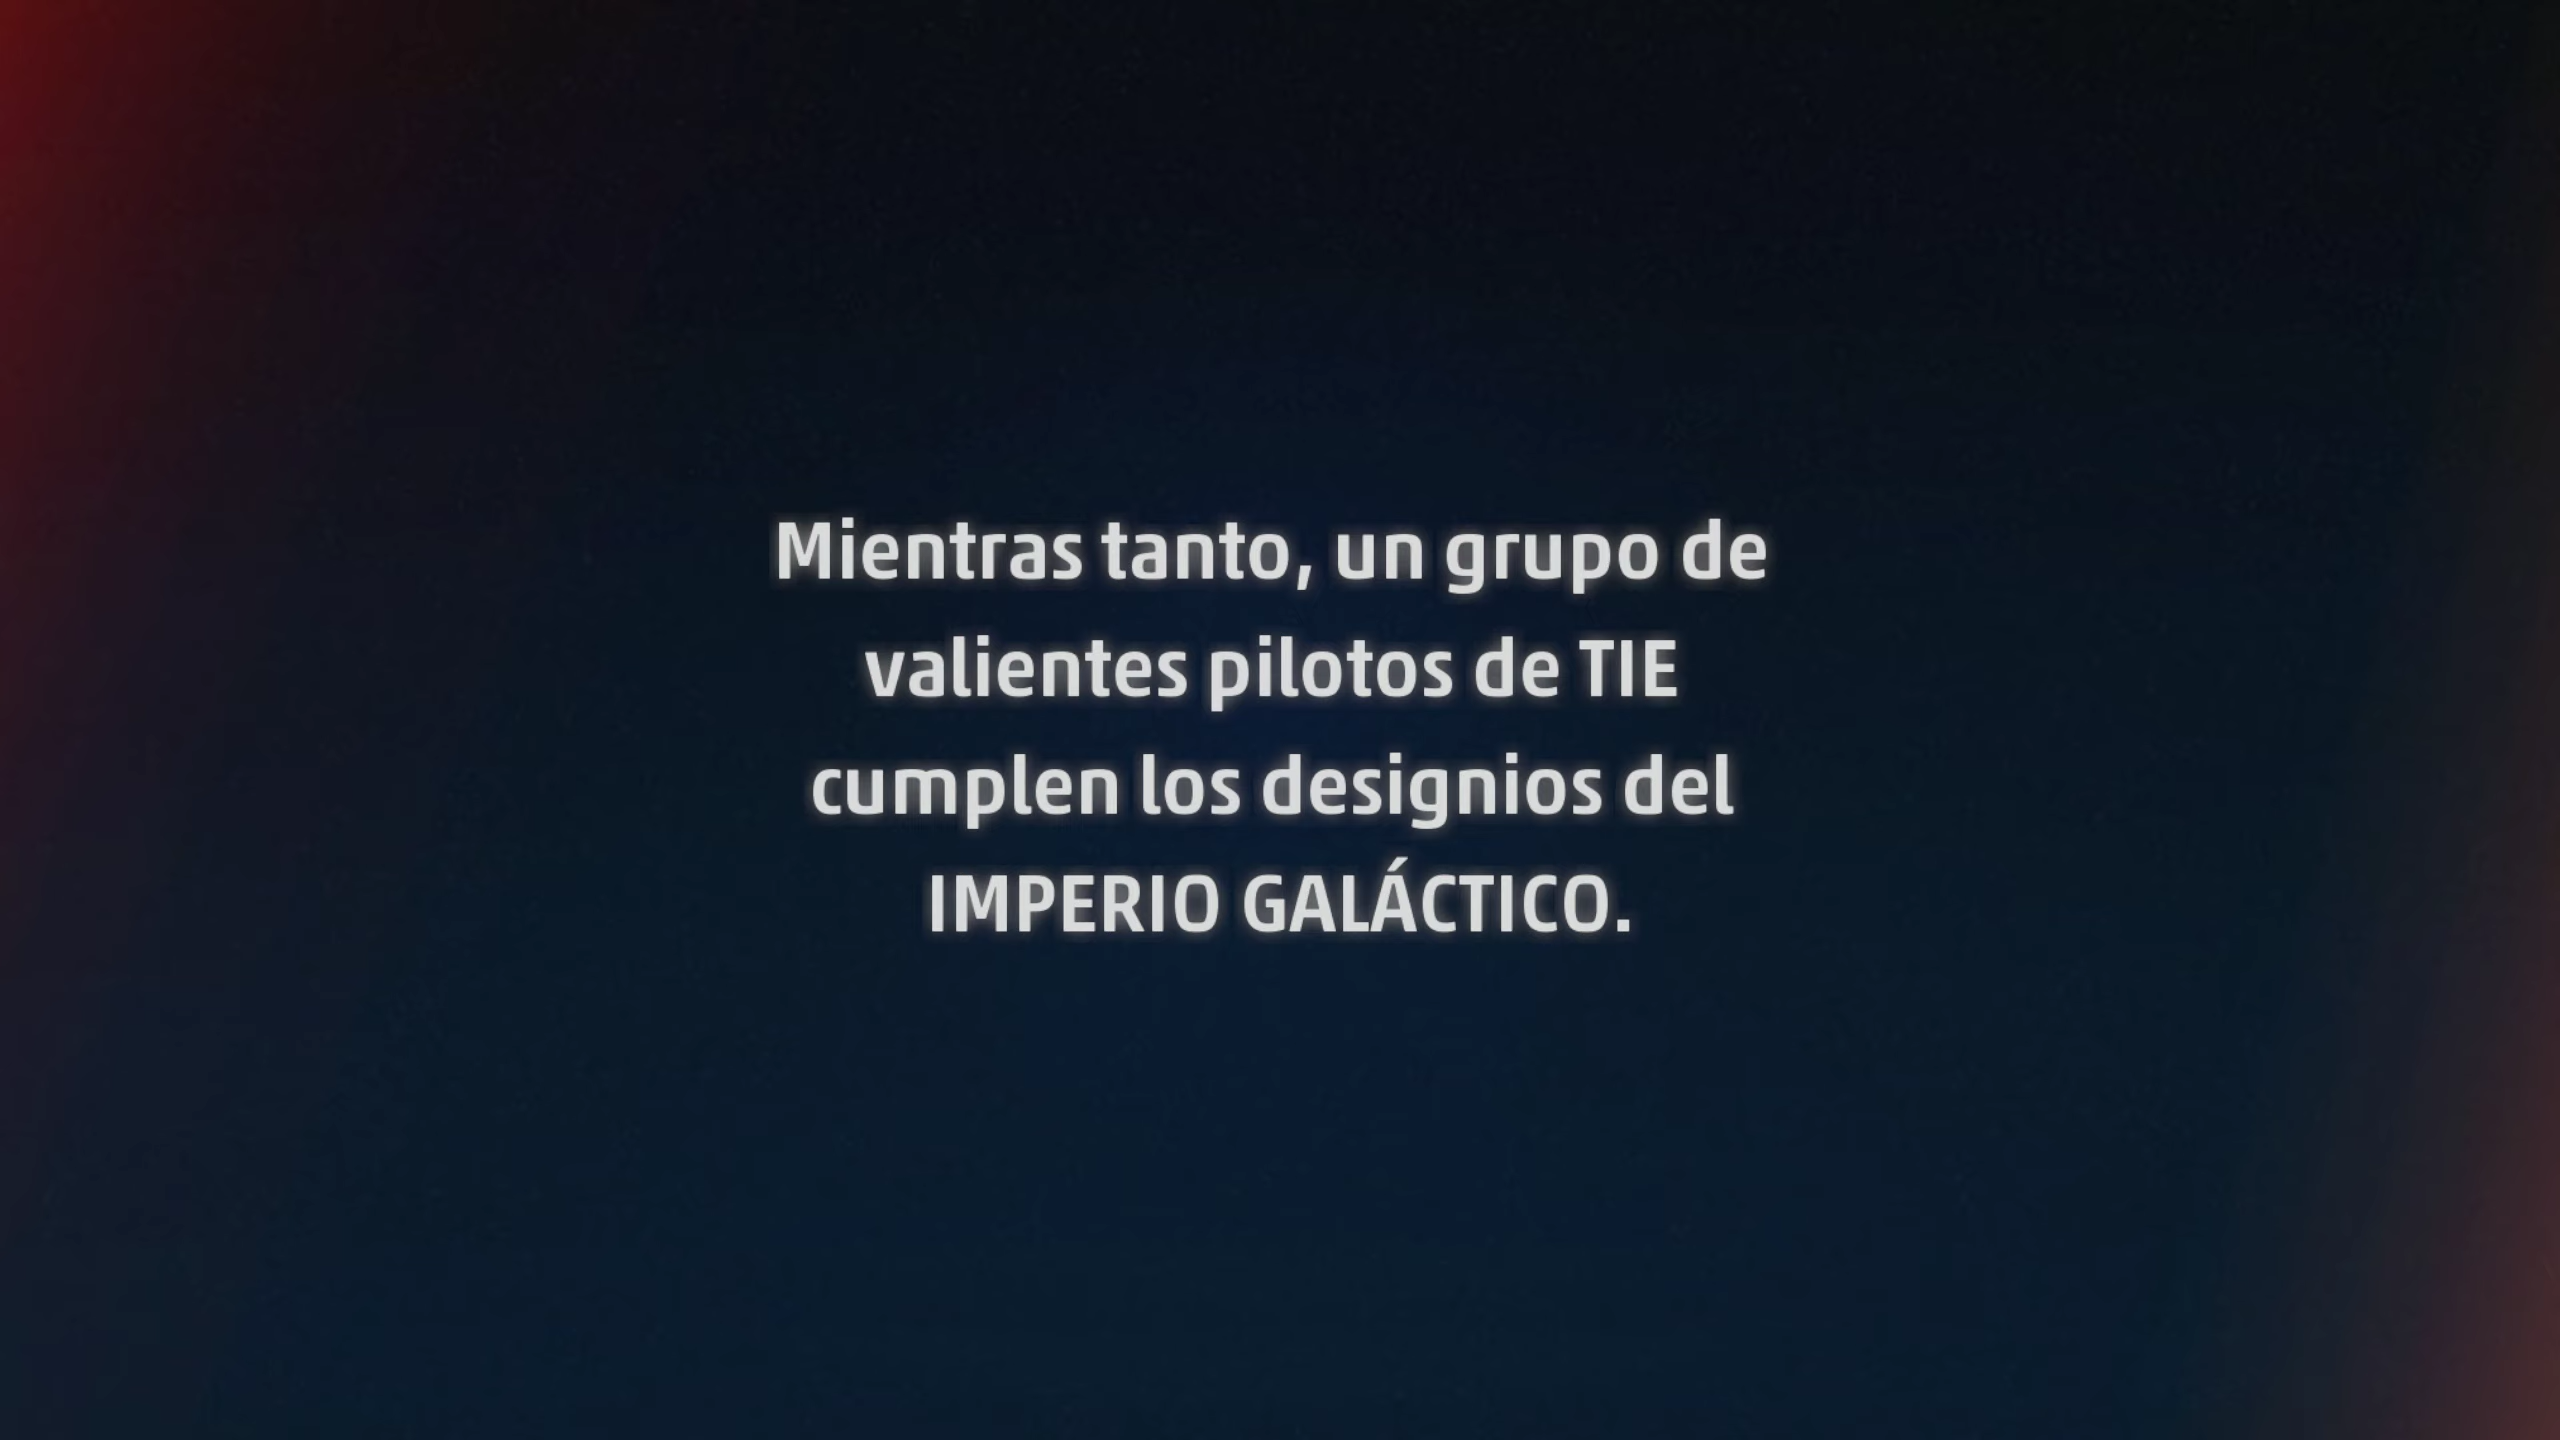 Mientras tanto, un grupo de
valientes pilotos de TIE
cumplen los designios del
IMPERIO GALÁCTICO.